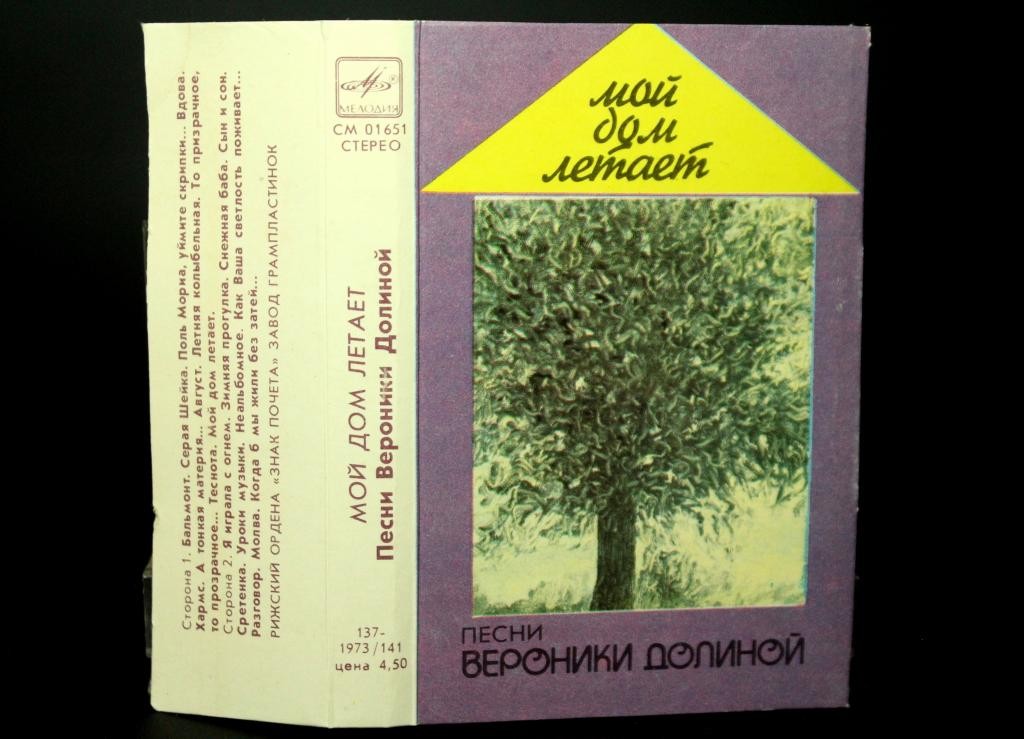 Сторона 1. Бальмонт. Серая Шейка. Поль Мориа, уймите скрипки... Вдова.
Хармс. А тонкая материя... Август. Летняя колыбельная. То призрачное,
то прозрачное... Теснота. Мой дом летает.
Сторона 2. Я играла с огнем. Зимняя прогулка. Снежная баба. Сын и сон.
Сретенка. Уроки музыки. Неальбомное. Как Ваша светлость поживает...
Разговор. Молва. Когда б мы жили без затей...
РИЖСКИЙ ОРДЕНА «ЗНАК ПОЧЕТА» ЗАВОД ГРАМПЛАСТИНОК
МЕЛОДИЯ
СМ 01651
СТЕРЕО
МОЙ ДОМ ЛЕТАЕТ
Песни Вероники Долиной
137-
1973/141
цена 4,50
мой
дом
летает
ПЕСНИ
ВЕРОНИКИ ДОЛИНОЙ